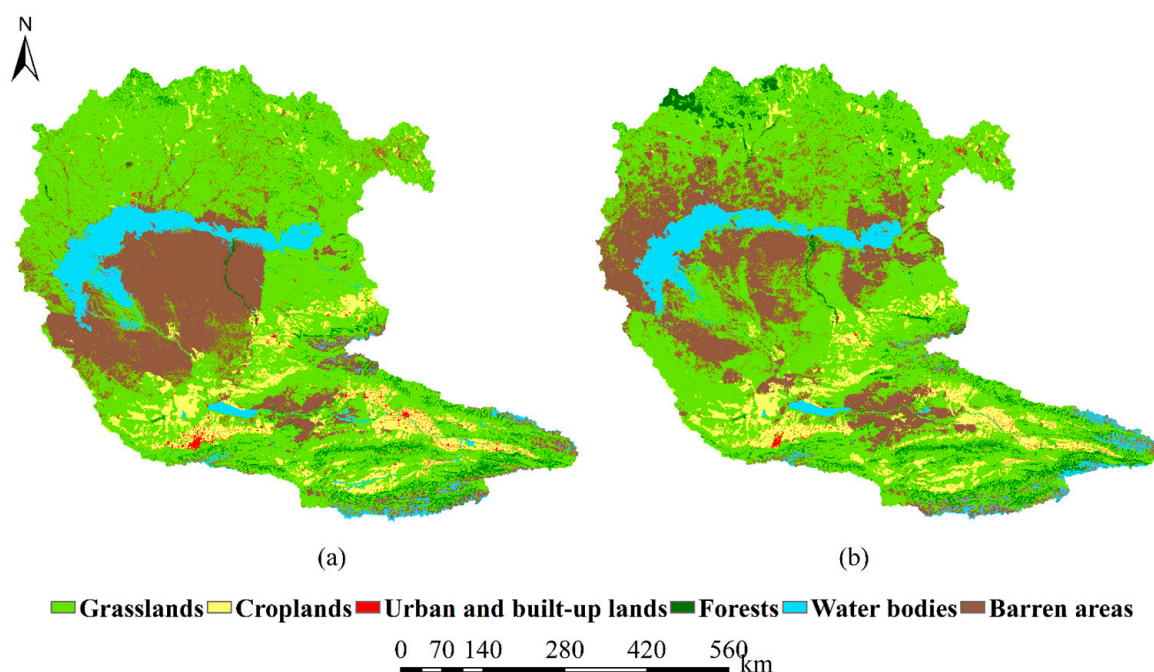 N
(a) (b)
Grasslands Croplands Urban and built-up lands Forests Water bodies Barren areas
0 70 140 280 420 560
km